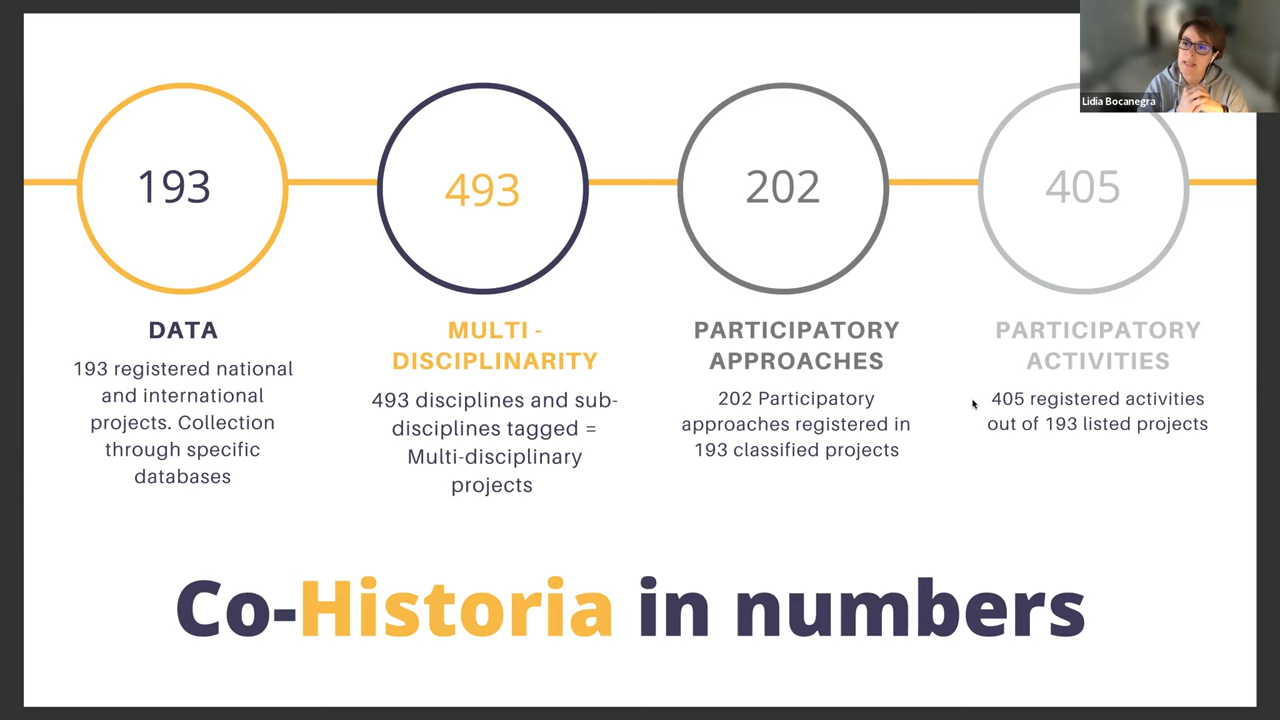 Lidia Bocanegra
193
493
202
405
DATA
193 registered national
and international
projects. Collection
through specific
databases
MULTI -
DISCIPLINARITY
493 disciplines and sub-
disciplines tagged =
Multi-disciplinary
projects
PARTICIPATORY
APPROACHES
202 Participatory
approaches registered in
193 classified projects
PARTICIPATORY
ACTIVITIES
405 registered activities
out of 193 listed projects
Co-Historia in numbers